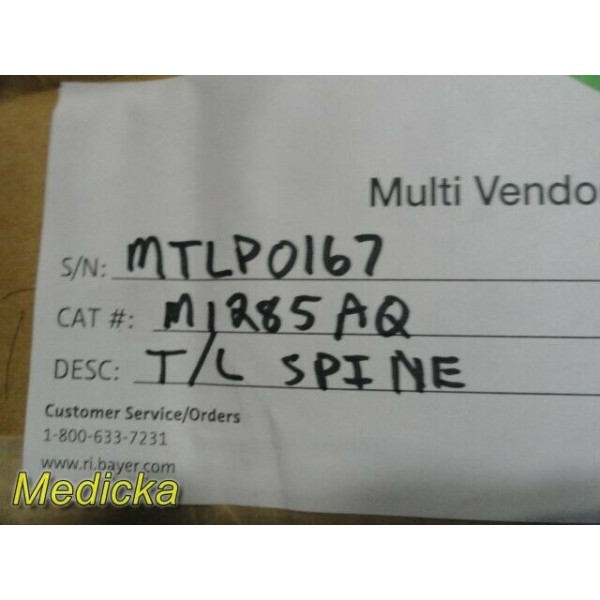 Multi Vendo
S/N: MTLP0167
CAT #: M1285AQ
DESC: T/L SPINE
Customer Service/Orders
1-800-633-7231
www.ri.bayer.com
Medicka